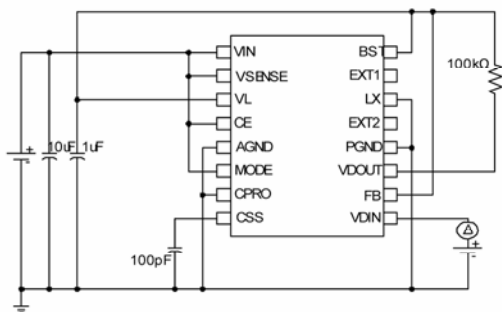 VIN
BST
100kΩ
VSENSE
EXT1
VL
LX
CE
EXT2
+
10uF
1uF
AGND
PGND
-
MODE
VDOUT
CPRO
FB
CSS
VDIN
100pF
+
-